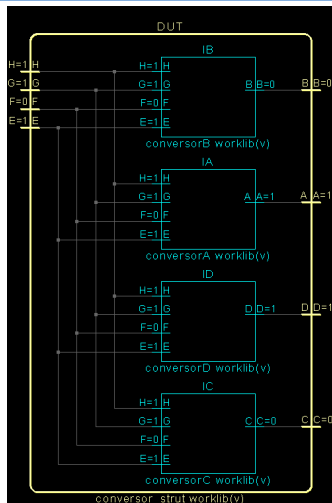 DUT
IB
H=1 H H=1 H
G=1 G G=1 G B B=0 B B=0
F=0 F F=0 F
E=1 E E=1 E
conversorB worklib(v)
IA
H=1 H
G=1 G A A=1 A A=1
F=0 F
E=1 E
conversorA worklib(v)
ID
H=1 H
G=1 G D D=1 D D=1
F=0 F
E=1 E
conversorD worklib(v)
IC
H=1 H
G=1 G C C=0 C C=0
F=0 F
E=1 E
conversorC worklib(v)
conversor_strut worklib(v)